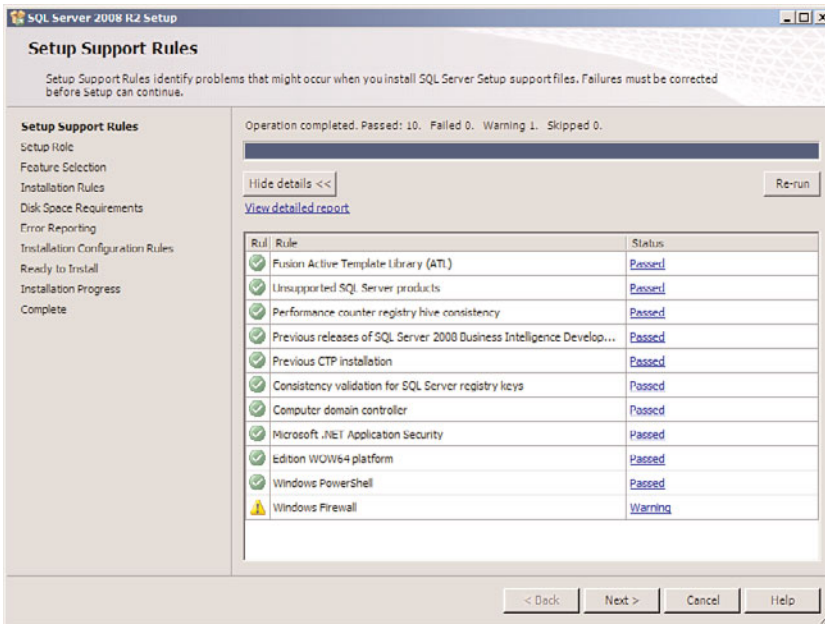 SQL Server 2008 R2 Setup
Setup Support Rules
Setup Support Rules identify problems that might occur when you install SQL Server Setup support files. Failures must be corrected
before Setup can continue.
Setup Support Rules
Setup Role
Feature Selection
Installation Rules
Disk Space Requirements
Error Reporting
Installation Configuration Rules
Ready to Install
Installation Progress
Complete
Operation completed. Passed: 10. Failed 0. Warning 1. Skipped 0.
Hide details <<
Re-run
View detailed report
Rul Rule Status
Fusion Active Template Library (ATL) Passed
Unsupported SQL Server products Passed
Performance counter registry hive consistency Passed
Previous releases of SQL Server 2008 Business Intelligence Develop... Passed
Previous CTP installation Passed
Consistency validation for SQL Server registry keys Passed
Computer domain controller Passed
Microsoft .NET Application Security Passed
Edition WOW64 platform Passed
Windows PowerShell Passed
Windows Firewall Warning
< Back Next > Cancel Help